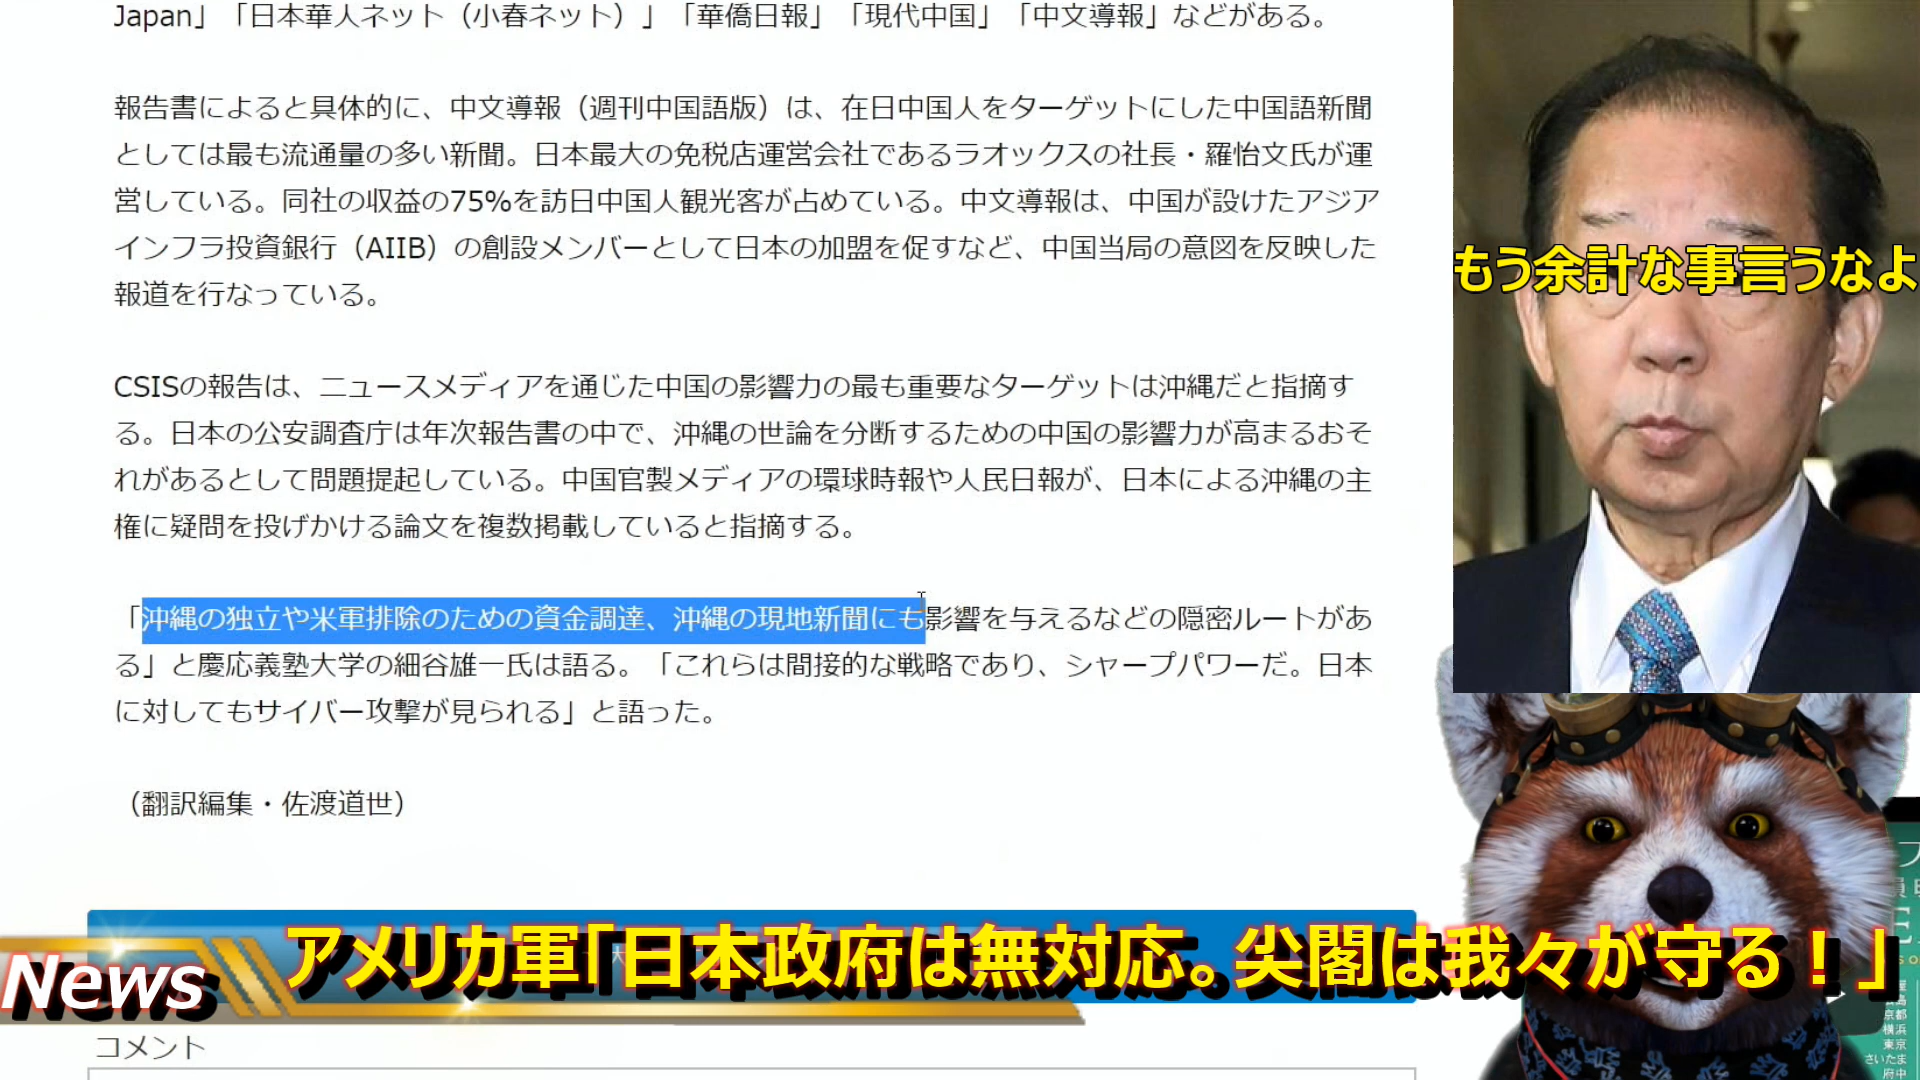 Japan」「日本華人ネット（小春ネット）」「華僑日報」「現代中国」「中文導報」などがある。
報告書によると具体的に、中文導報（週刊中国語版）は、在日中国人をターゲットにした中国語新聞
としては最も流通量の多い新聞。日本最大の免税店運営会社であるラオックスの社長・羅怡文氏が運
営している。同社の収益の75%を訪日中国人観光客が占めている。中文導報は、中国が設けたアジア
インフラ投資銀行（AIIB）の創設メンバーとして日本の加盟を促すなど、中国当局の意図を反映した
報道を行なっている。
CSISの報告は、ニュースメディアを通じた中国の影響力の最も重要なターゲットは沖縄だと指摘す
る。日本の公安調査庁は年次報告書の中で、沖縄の世論を分断するための中国の影響力が高まるおそ
れがあるとして問題提起している。中国官製メディアの環球時報や人民日報が、日本による沖縄の主
権に疑問を投げかける論文を複数掲載していると指摘する。
「沖縄の独立や米軍排除のための資金調達、沖縄の現地新聞にも影響を与えるなどの隠密ルートがあ
る」と慶応義塾大学の細谷雄一氏は語る。「これらは間接的な戦略であり、シャープパワーだ。日本
に対してもサイバー攻撃が見られる」と語った。
（翻訳編集・佐渡道世）
もう余計な事言うなよ
News
アメリカ軍「日本政府は無対応。尖閣は我々が守る！」
コメント
京都
横浜
東京
さいたま
府中